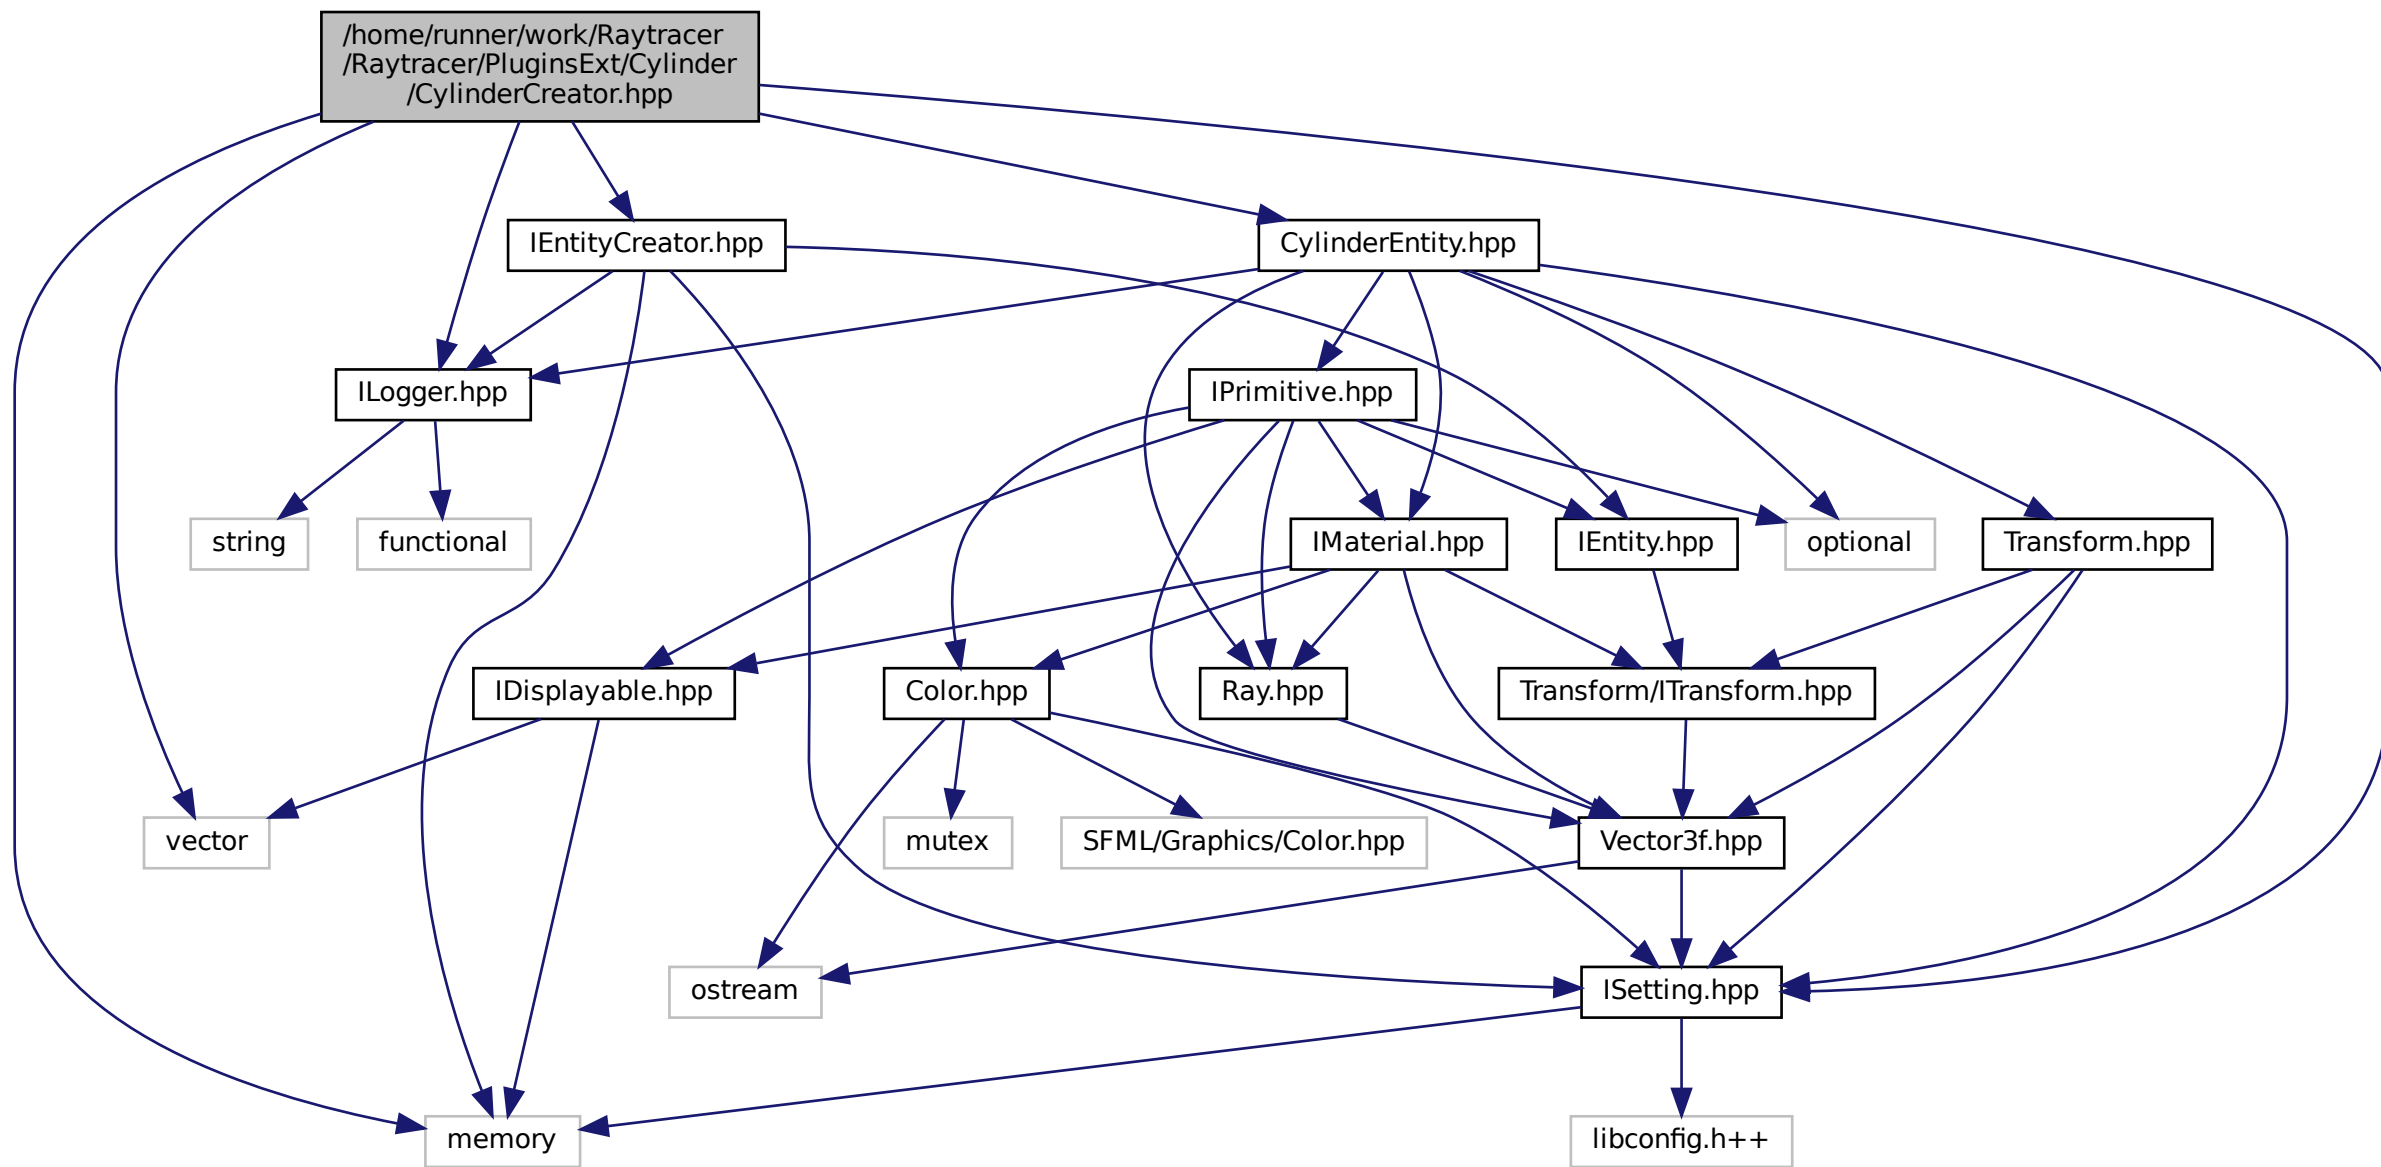 /home/runner/work/Raytracer
/Raytracer/PluginsExt/Cylinder
/CylinderCreator.hpp
IEntityCreator.hpp
CylinderEntity.hpp
ILogger.hpp
IPrimitive.hpp
string
functional
IMaterial.hpp
IEntity.hpp
optional
Transform.hpp
IDisplayable.hpp
Color.hpp
Ray.hpp
Transform/ITransform.hpp
vector
mutex
SFML/Graphics/Color.hpp
Vector3f.hpp
ostream
ISetting.hpp
memory
libconfig.h++